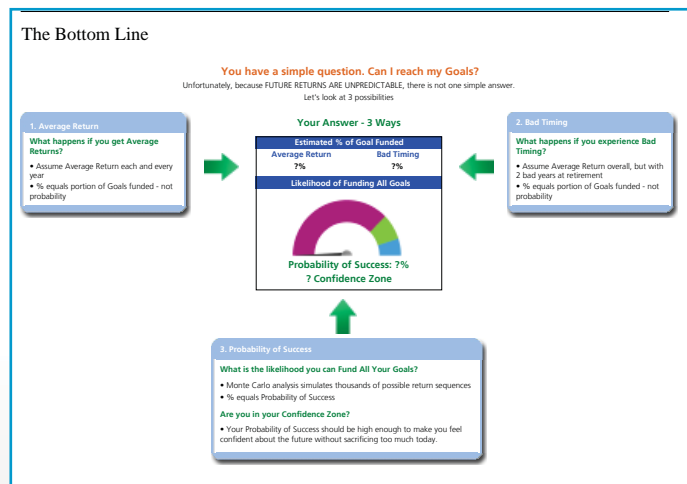 The Bottom Line
You have a simple question. Can I reach my Goals?
Unfortunately, because FUTURE RETURNS ARE UNPREDICTABLE, there is not one simple answer.
Let's look at 3 possibilities
1. Average Return
What happens if you get Average
Returns?
• Assume Average Return each and every
year
• % equals portion of Goals funded - not
probability
Your Answer - 3 Ways
Estimated % of Goal Funded
Average Return Bad Timing
?% ?%
Likelihood of Funding All Goals
Probability of Success: ?%
? Confidence Zone
2. Bad Timing
What happens if you experience Bad
Timing?
• Assume Average Return overall, but with
2 bad years at retirement
• % equals portion of Goals funded - not
probability
3. Probability of Success
What is the likelihood you can Fund All Your Goals?
• Monte Carlo analysis simulates thousands of possible return sequences
• % equals Probability of Success
Are you in your Confidence Zone?
• Your Probability of Success should be high enough to make you feel
confident about the future without sacrificing too much today.